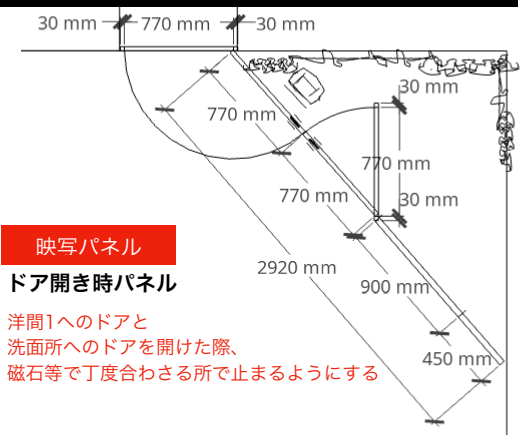 30 mm
770 mm
30 mm
30 mm
770 mm
770 mm
30 mm
770 mm
映写パネル
2920 mm
ドア開き時パネル
900 mm
洋間1へのドアと
洗面所へのドアを開けた際、
450 mm
磁石等で丁度合わさる所で止まるようにする